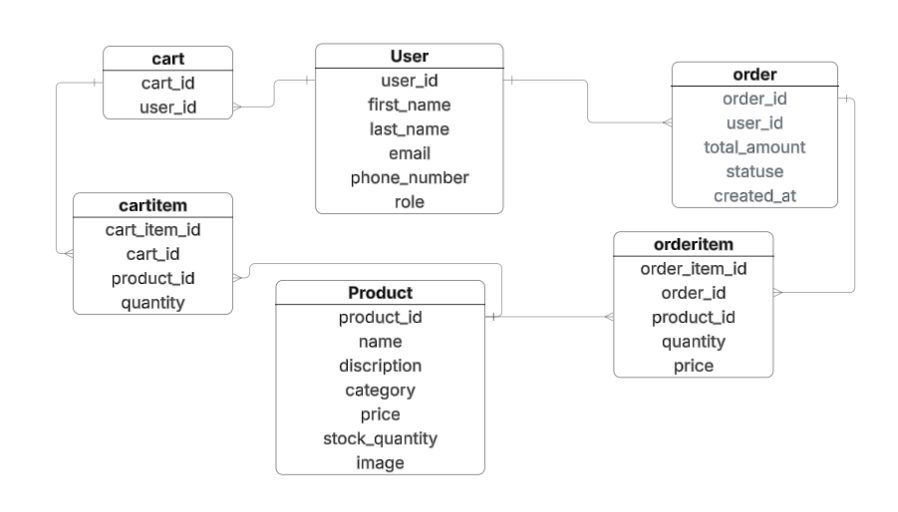 cart
cart_id
user_id
User
user_id
first_name
last_name
email
phone_number
role
order
order_id
user_id
total_amount
statuse
created_at
cartitem
cart_item_id
cart_id
product_id
quantity
Product
product_id
name
discription
category
price
stock_quantity
image
orderitem
order_item_id
order_id
product_id
quantity
price